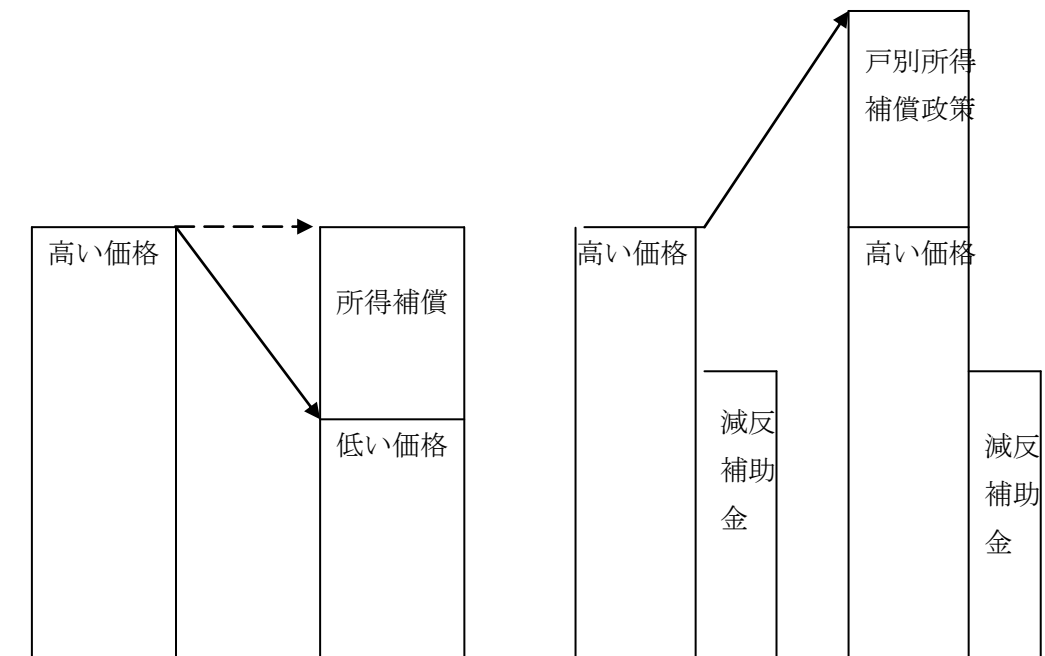 戸別所得
補償政策
高い価格
所得補償
低い価格
高い価格
減反
補助
金
高い価格
減反
補助
金